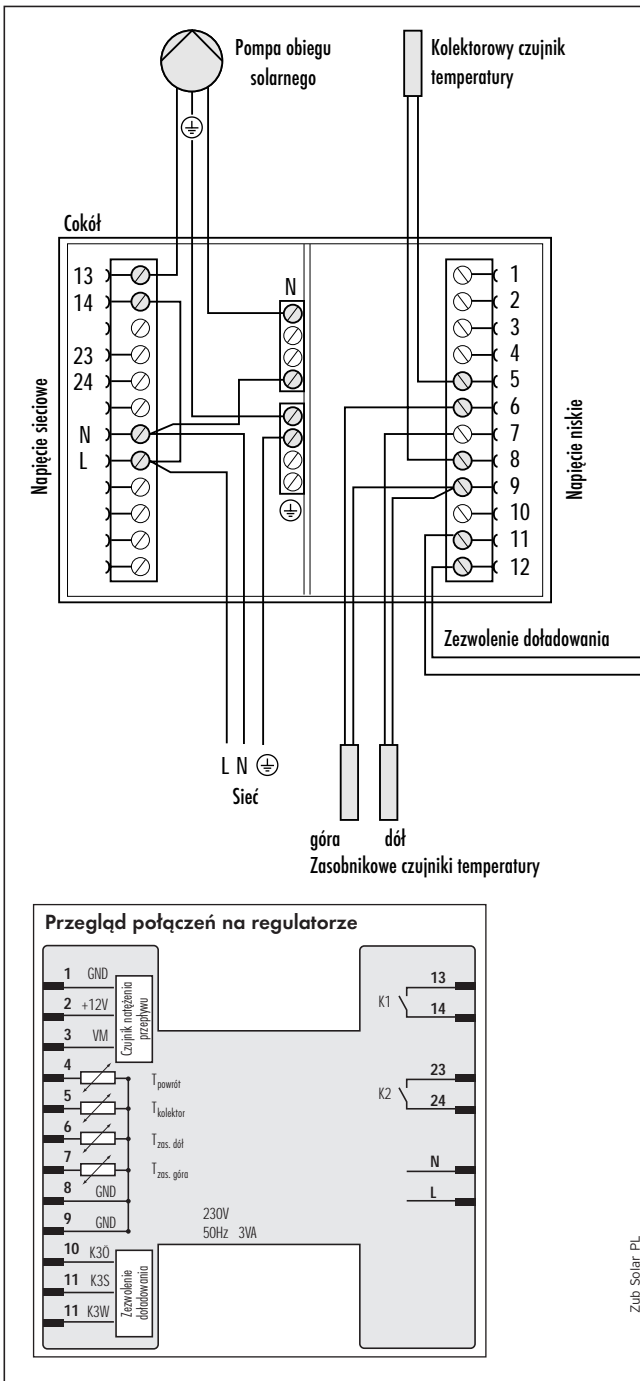 Pompa obiegu
solarnego
Kolektorowy czujnik
temperatury
Cokół
Napięcie sieciowe
13
14
23
24
N
L
N
1
2
3
4
5
6
7
8
9
10
11
12
Napięcie niskie
Zezwolenie doładowania
L N
Sieć
góra dół
Zasobnikowe czujniki temperatury
Przegląd połączeń na regulatorze
1 GND
2 +12V
3 VM
Czujnik natężenia
przepływu
4 Tpowrót
5 Tkolektor
6 Tzas. dół
7 Tzas. góra
8 GND
9 GND
10 K3Ö
11 K3S
11 K3W
Zezwolenie
doładowania
230V
50Hz 3VA
K1
13
14
K2
23
24
N
L
Zub Solar PL